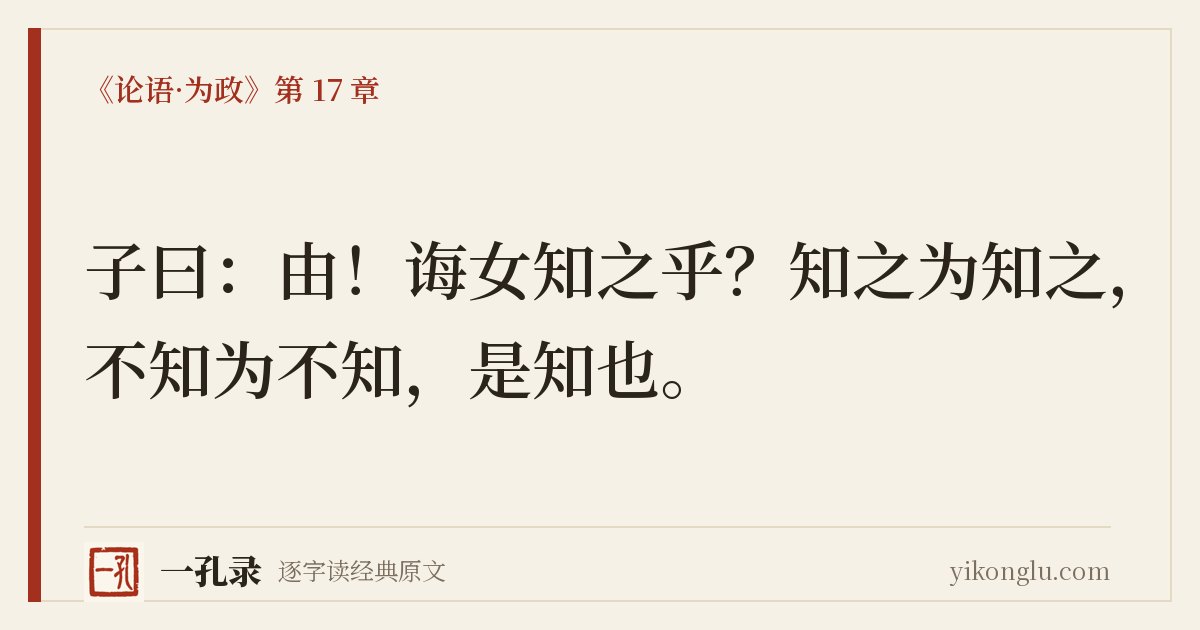 《论语·为政》第 17 章
子曰：由！诲女知之乎？知之为知之，
不知为不知，是知也。
一孔
一孔录 逐字读经典原文
yikonglu.com